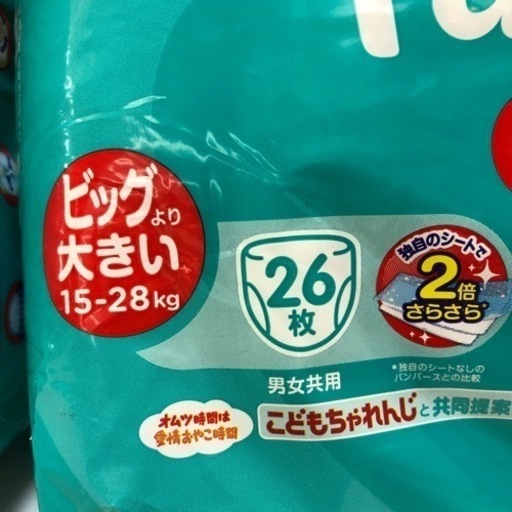 ビッグより
大きい
15-28kg
26
枚
男女共用
独自のシートで
2倍
さらさら*
*独自のシートなしの
パンパースとの比較
オムツ時間は
愛情おやこ時間
こどもちゃれんじと共同提案